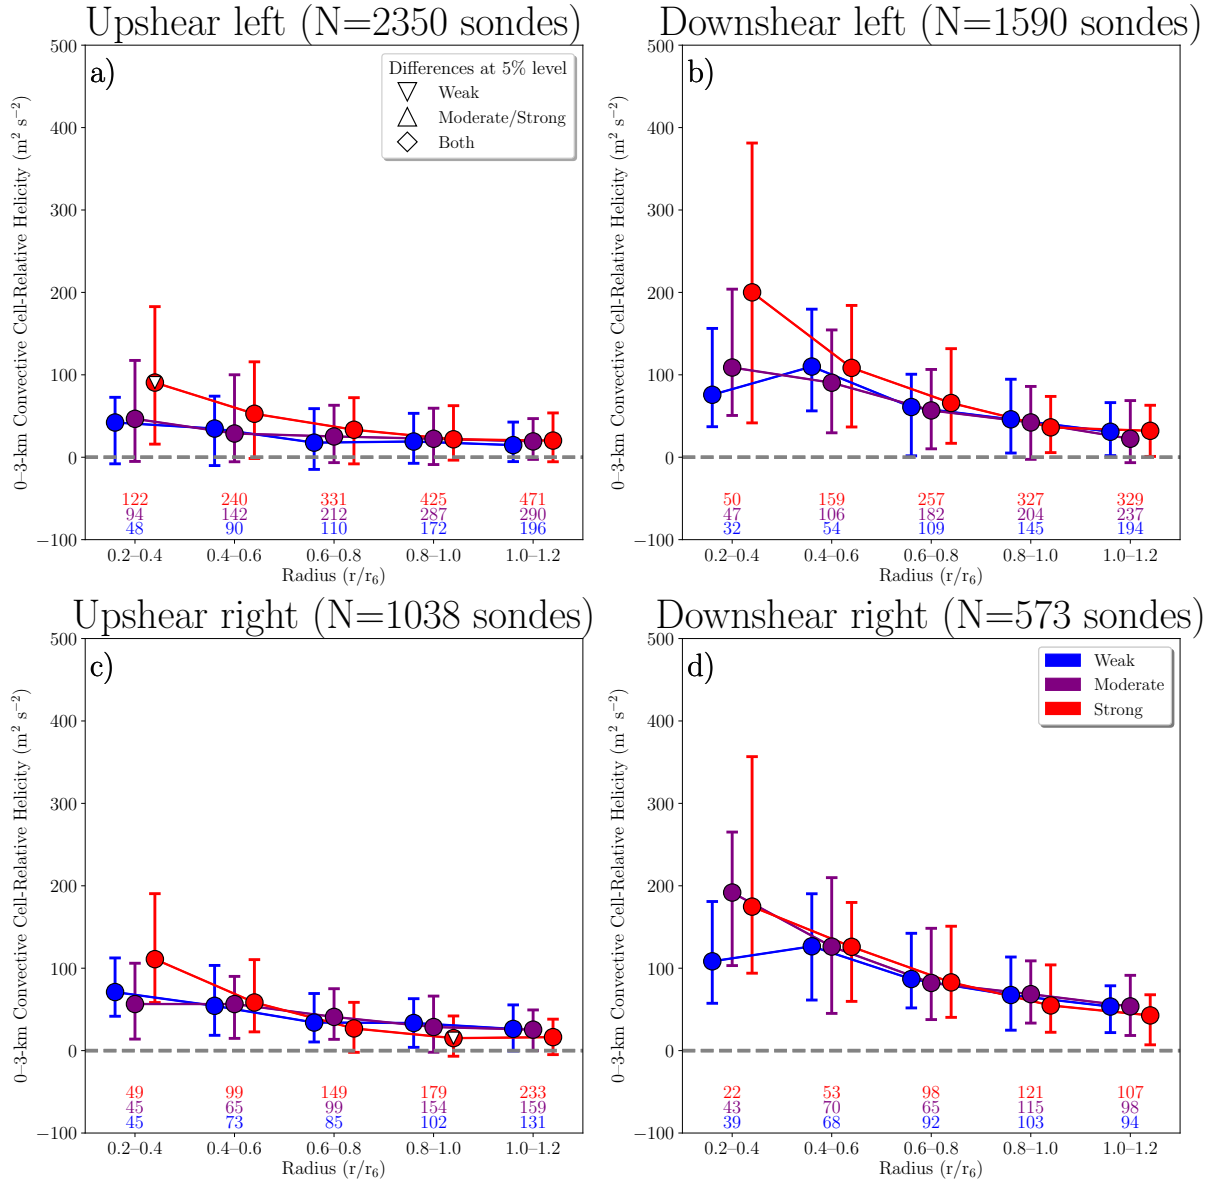 Upshear left (N=2350 sondes)
a)
Differences at 5% level
Weak
Moderate/Strong
Both
0–3-km Convective Cell-Relative Helicity (m² s⁻²)
500
400
300
200
100
0
−100
122 240 331 425 471
94 142 212 287 290
48 90 110 172 196
0.2–0.4 0.4–0.6 0.6–0.8 0.8–1.0 1.0–1.2
Radius (r/r₆)
Downshear left (N=1590 sondes)
b)
0–3-km Convective Cell-Relative Helicity (m² s⁻²)
500
400
300
200
100
0
−100
50 159 257 327 329
47 106 182 204 237
32 54 109 145 194
0.2–0.4 0.4–0.6 0.6–0.8 0.8–1.0 1.0–1.2
Radius (r/r₆)
Upshear right (N=1038 sondes)
c)
0–3-km Convective Cell-Relative Helicity (m² s⁻²)
500
400
300
200
100
0
−100
49 99 149 179 233
45 65 99 154 159
45 73 85 102 131
0.2–0.4 0.4–0.6 0.6–0.8 0.8–1.0 1.0–1.2
Radius (r/r₆)
Downshear right (N=573 sondes)
d)
Weak
Moderate
Strong
0–3-km Convective Cell-Relative Helicity (m² s⁻²)
500
400
300
200
100
0
−100
22 53 98 121 107
43 70 65 115 98
39 68 92 103 94
0.2–0.4 0.4–0.6 0.6–0.8 0.8–1.0 1.0–1.2
Radius (r/r₆)